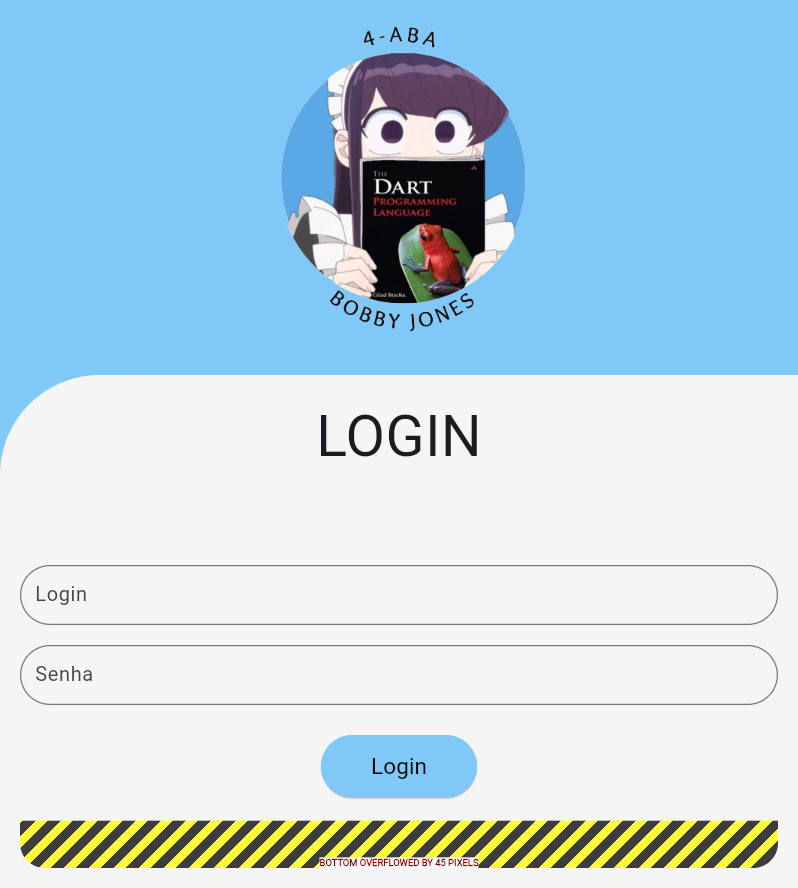 4-ABA
THE
DART
PROGRAMMING
LANGUAGE
Gilad Bracha
BOBBY JONES
LOGIN
Login
Senha
Login
BOTTOM OVERFLOWED BY 45 PIXELS